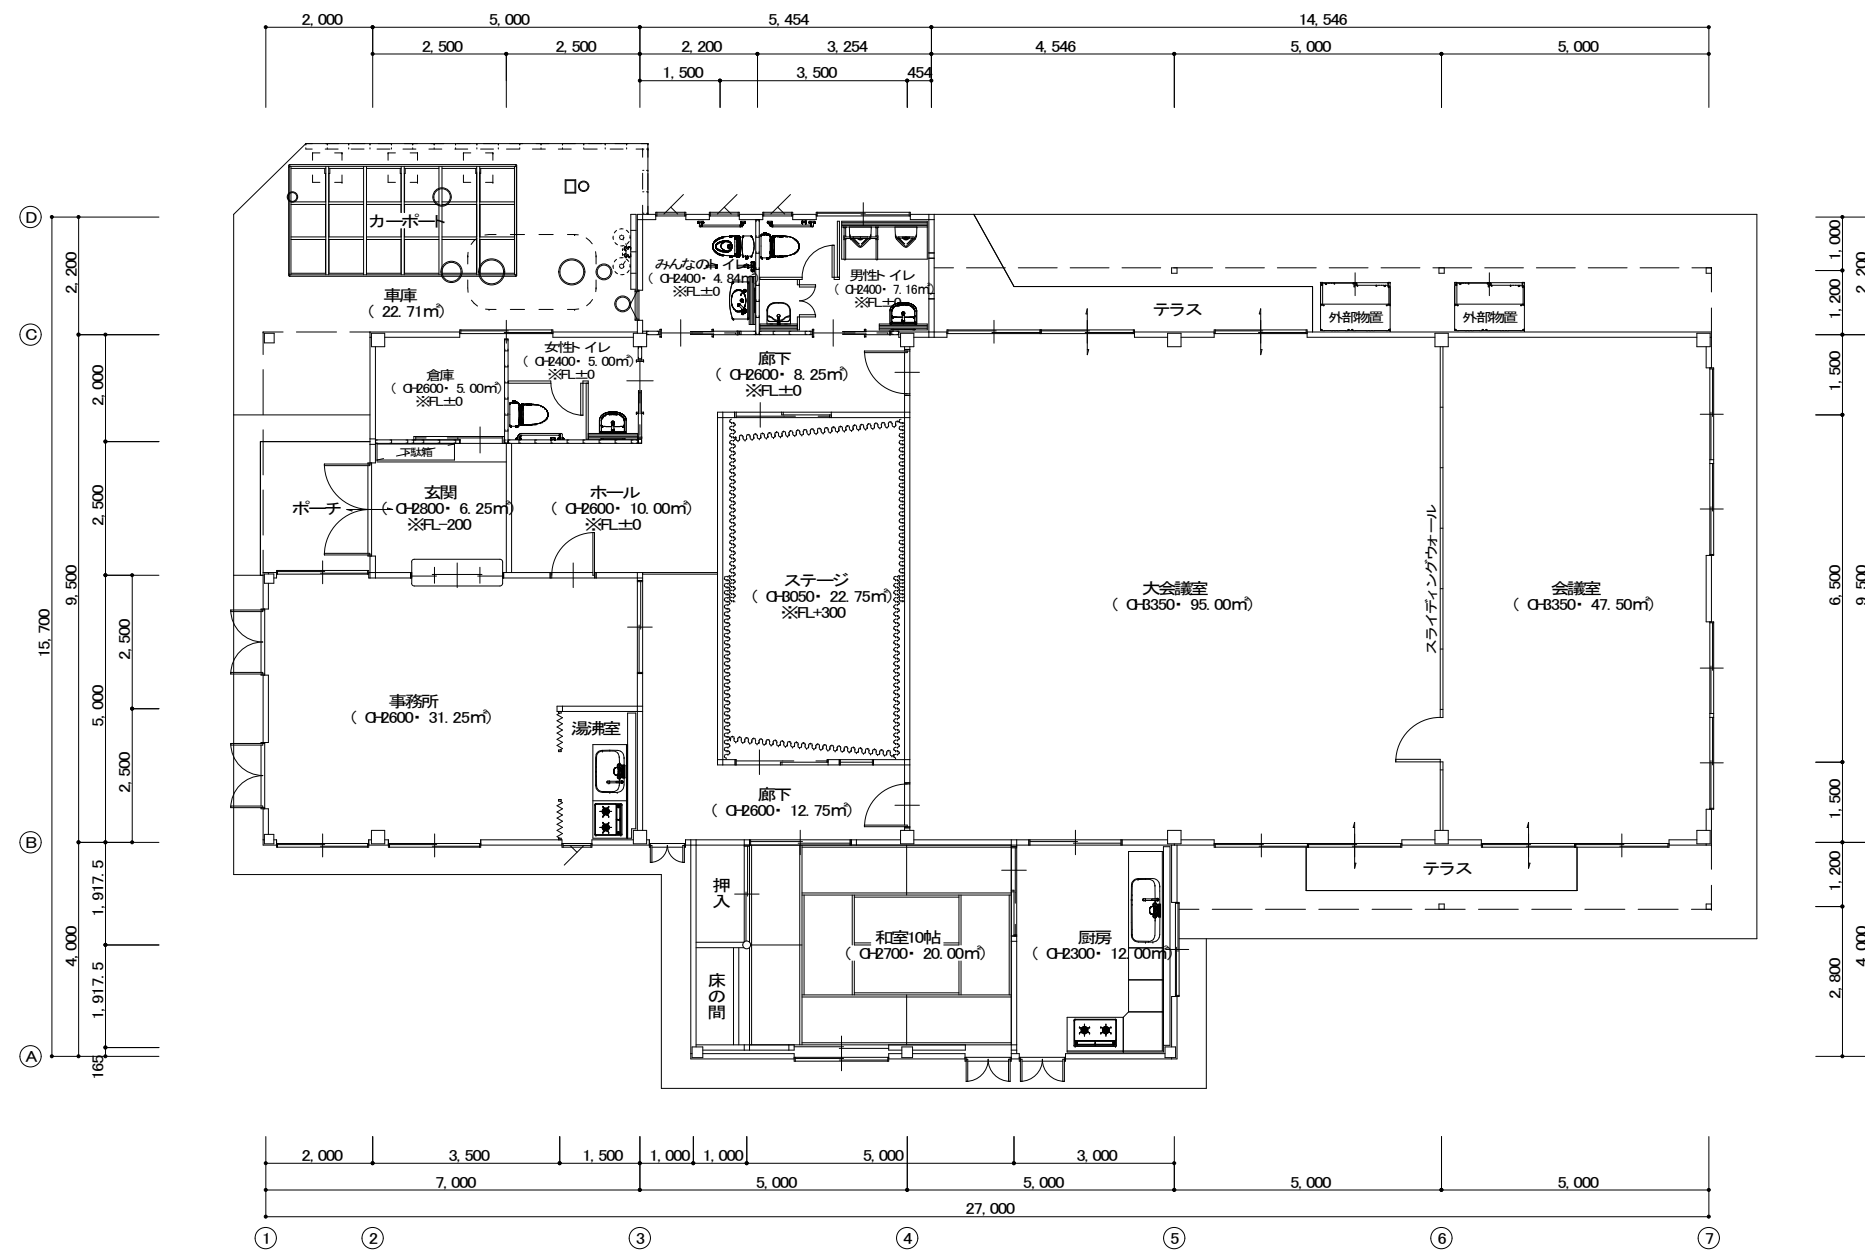 2,000
5,000
5,454
14,546
2,500
2,500
2,200
3,254
4,546
5,000
5,000
1,500
3,500
454
D
C
B
A
2,200
9,500
4,000
15,700
2,000
2,500
5,000
1,917.5
1,917.5
165
2,500
2,500
カーポート
車庫
(22.71㎡)
みんなのトイレ
(CH2400・4.84㎡)
※FL±0
男性トイレ
(CH2400・7.16㎡)
※FL±0
テラス
外部物置
外部物置
倉庫
(CH2600・5.00㎡)
※FL±0
女性トイレ
(CH2400・5.00㎡)
※FL±0
廊下
(CH2600・8.25㎡)
※FL±0
下駄箱
ポーチ
玄関
(CH2800・6.25㎡)
※FL-200
ホール
(CH2600・10.00㎡)
※FL±0
ステージ
(CH3050・22.75㎡)
※FL+300
大会議室
(CH3350・95.00㎡)
スライディングウォール
会議室
(CH3350・47.50㎡)
事務所
(CH2600・31.25㎡)
湯沸室
廊下
(CH2600・12.75㎡)
テラス
押入
床の間
和室10帖
(CH2700・20.00㎡)
厨房
(CH2300・12.00㎡)
1,000
1,200
1,500
6,500
1,500
1,200
2,800
2,200
9,500
4,000
2,000
3,500
1,500
1,000
1,000
5,000
3,000
7,000
5,000
5,000
5,000
5,000
27,000
1
2
3
4
5
6
7